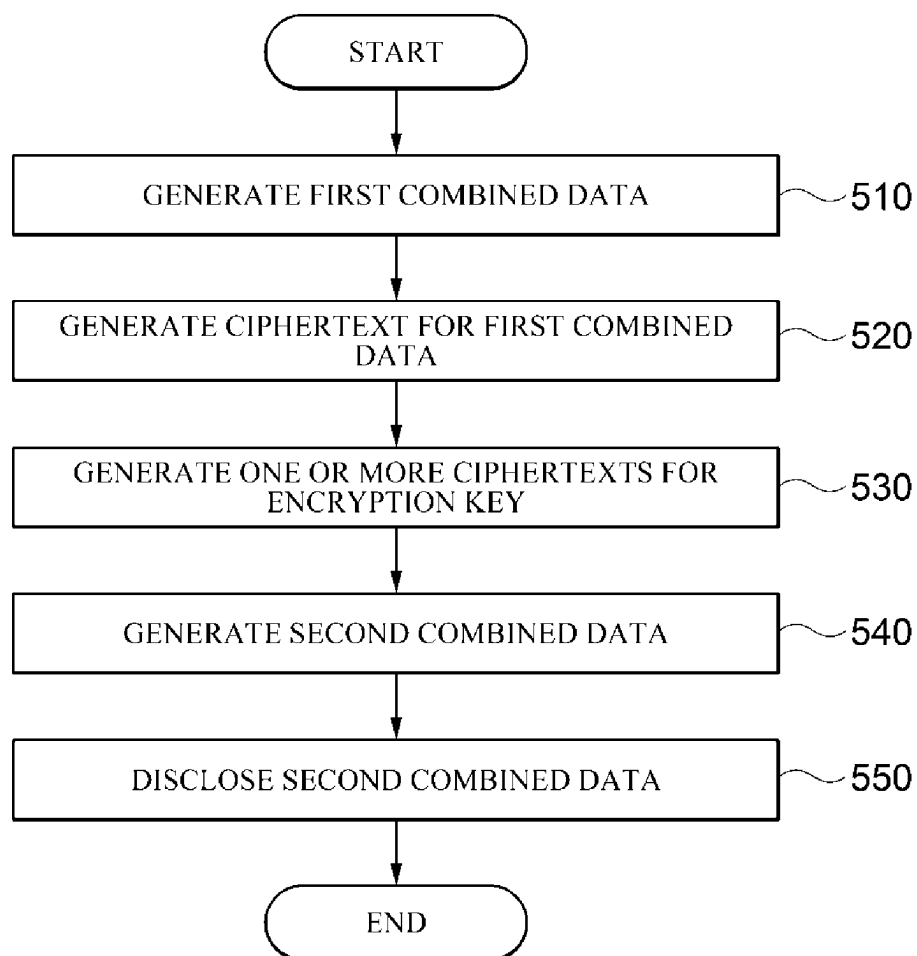 START
GENERATE FIRST COMBINED DATA
510
GENERATE CIPHERTEXT FOR FIRST COMBINED
DATA
520
GENERATE ONE OR MORE CIPHERTEXTS FOR
ENCRYPTION KEY
530
GENERATE SECOND COMBINED DATA
540
DISCLOSE SECOND COMBINED DATA
550
END